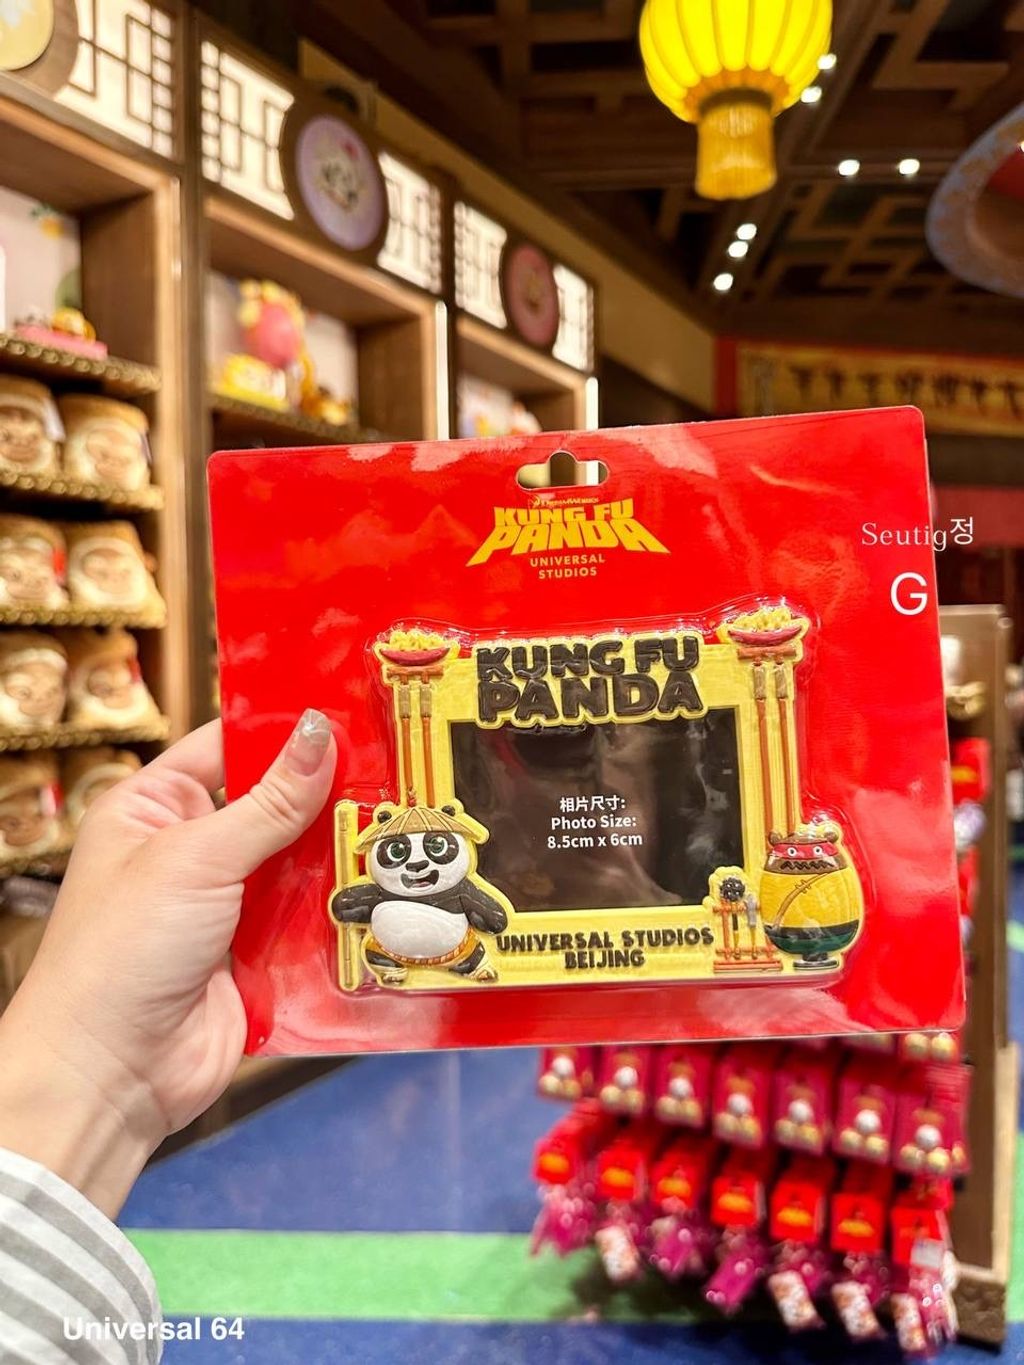 KUNG FU
PANDA
UNIVERSAL
STUDIOS
Seutig정
G
KUNG FU
PANDA
相片尺寸:
Photo Size:
8.5cm x 6cm
UNIVERSAL STUDIOS
BEIJING
Universal 64